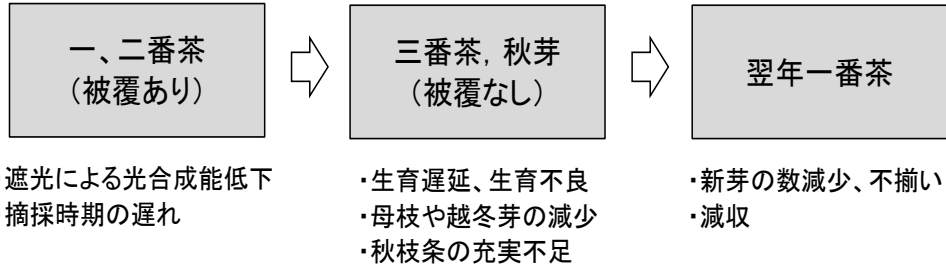 一、二番茶
（被覆あり）
三番茶, 秋芽
（被覆なし）
翌年一番茶
遮光による光合成能低下
摘採時期の遅れ
・生育遅延、生育不良
・母枝や越冬芽の減少
・秋枝条の充実不足
・新芽の数減少、不揃い
・減収